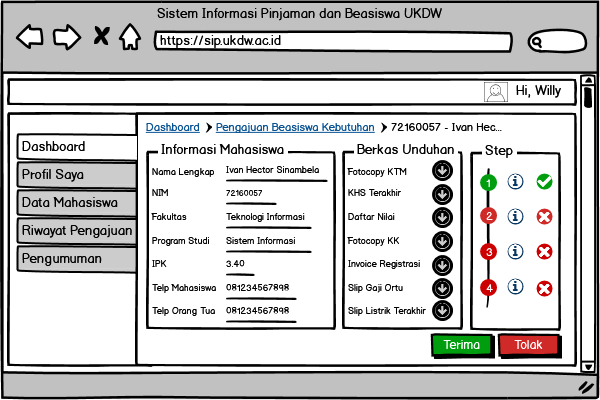 Sistem Informasi Pinjaman dan Beasiswa UKDW
https://sip.ukdw.ac.id
Hi, Willy
Dashboard
Profil Saya
Data Mahasiswa
Riwayat Pengajuan
Pengumuman
Dashboard > Pengajuan Beasiswa Kebutuhan > 72160057 - Ivan Hec...
Informasi Mahasiswa
Nama Lengkap Ivan Hector Sinambela
NIM 72160057
Fakultas Teknologi Informasi
Program Studi Sistem Informasi
IPK 3.40
Telp Mahasiswa 081234567898
Telp Orang Tua 081234567898
Berkas Unduhan
Fotocopy KTM
KHS Terakhir
Daftar Nilai
Fotocopy KK
Invoice Registrasi
Slip Gaji Ortu
Slip Listrik Terakhir
Step
1
2
3
4
Terima
Tolak